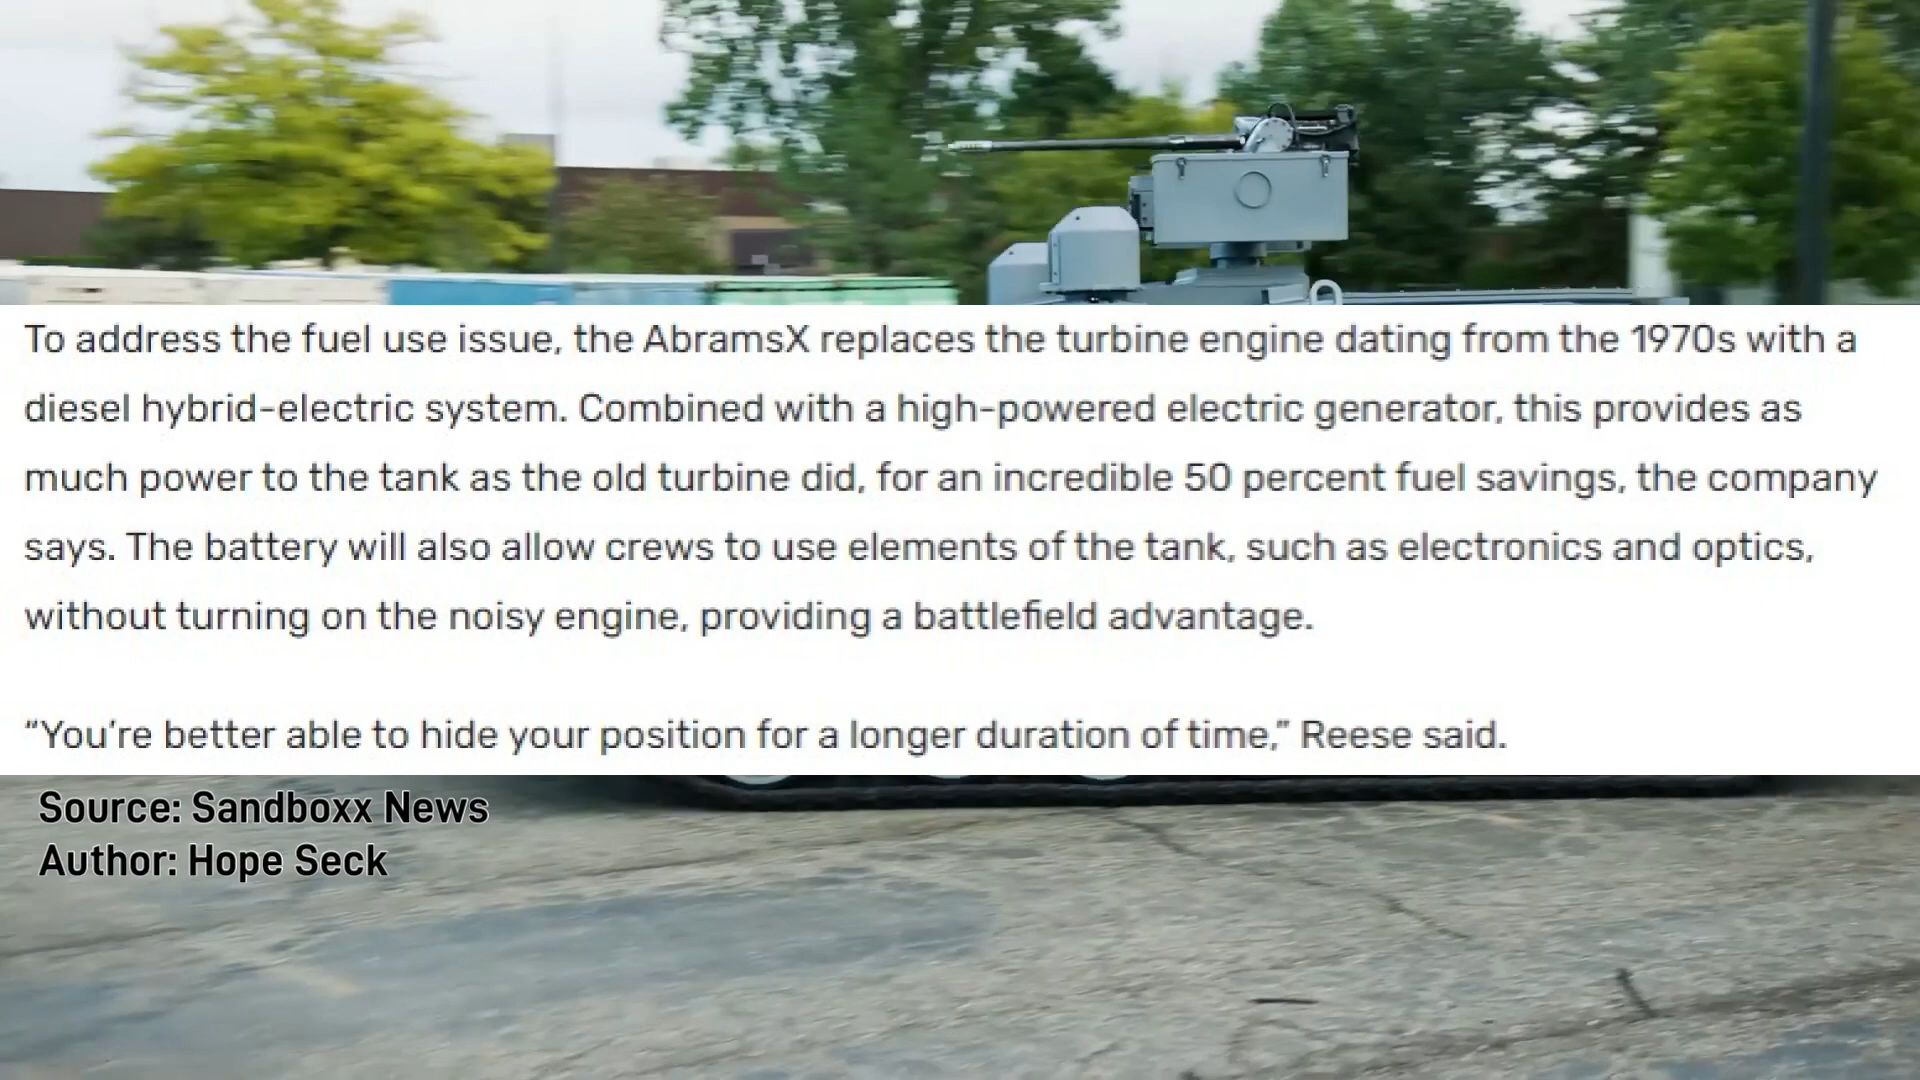 To address the fuel use issue, the AbramsX replaces the turbine engine dating from the 1970s with a
diesel hybrid-electric system. Combined with a high-powered electric generator, this provides as
much power to the tank as the old turbine did, for an incredible 50 percent fuel savings, the company
says. The battery will also allow crews to use elements of the tank, such as electronics and optics,
without turning on the noisy engine, providing a battlefield advantage.
“You’re better able to hide your position for a longer duration of time,” Reese said.
Source: Sandboxx News
Author: Hope Seck